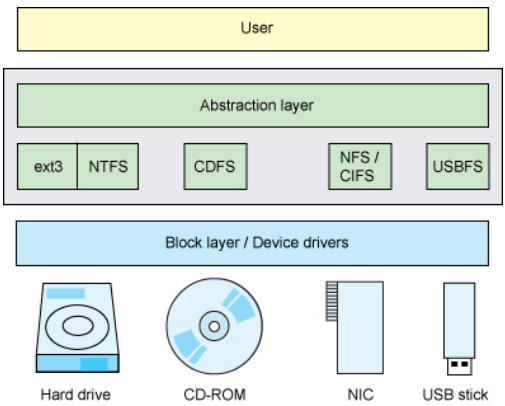 User
Abstraction layer
ext3
NTFS
CDFS
NFS /
CIFS
USBFS
Block layer / Device drivers
Hard drive
CD-ROM
NIC
USB stick